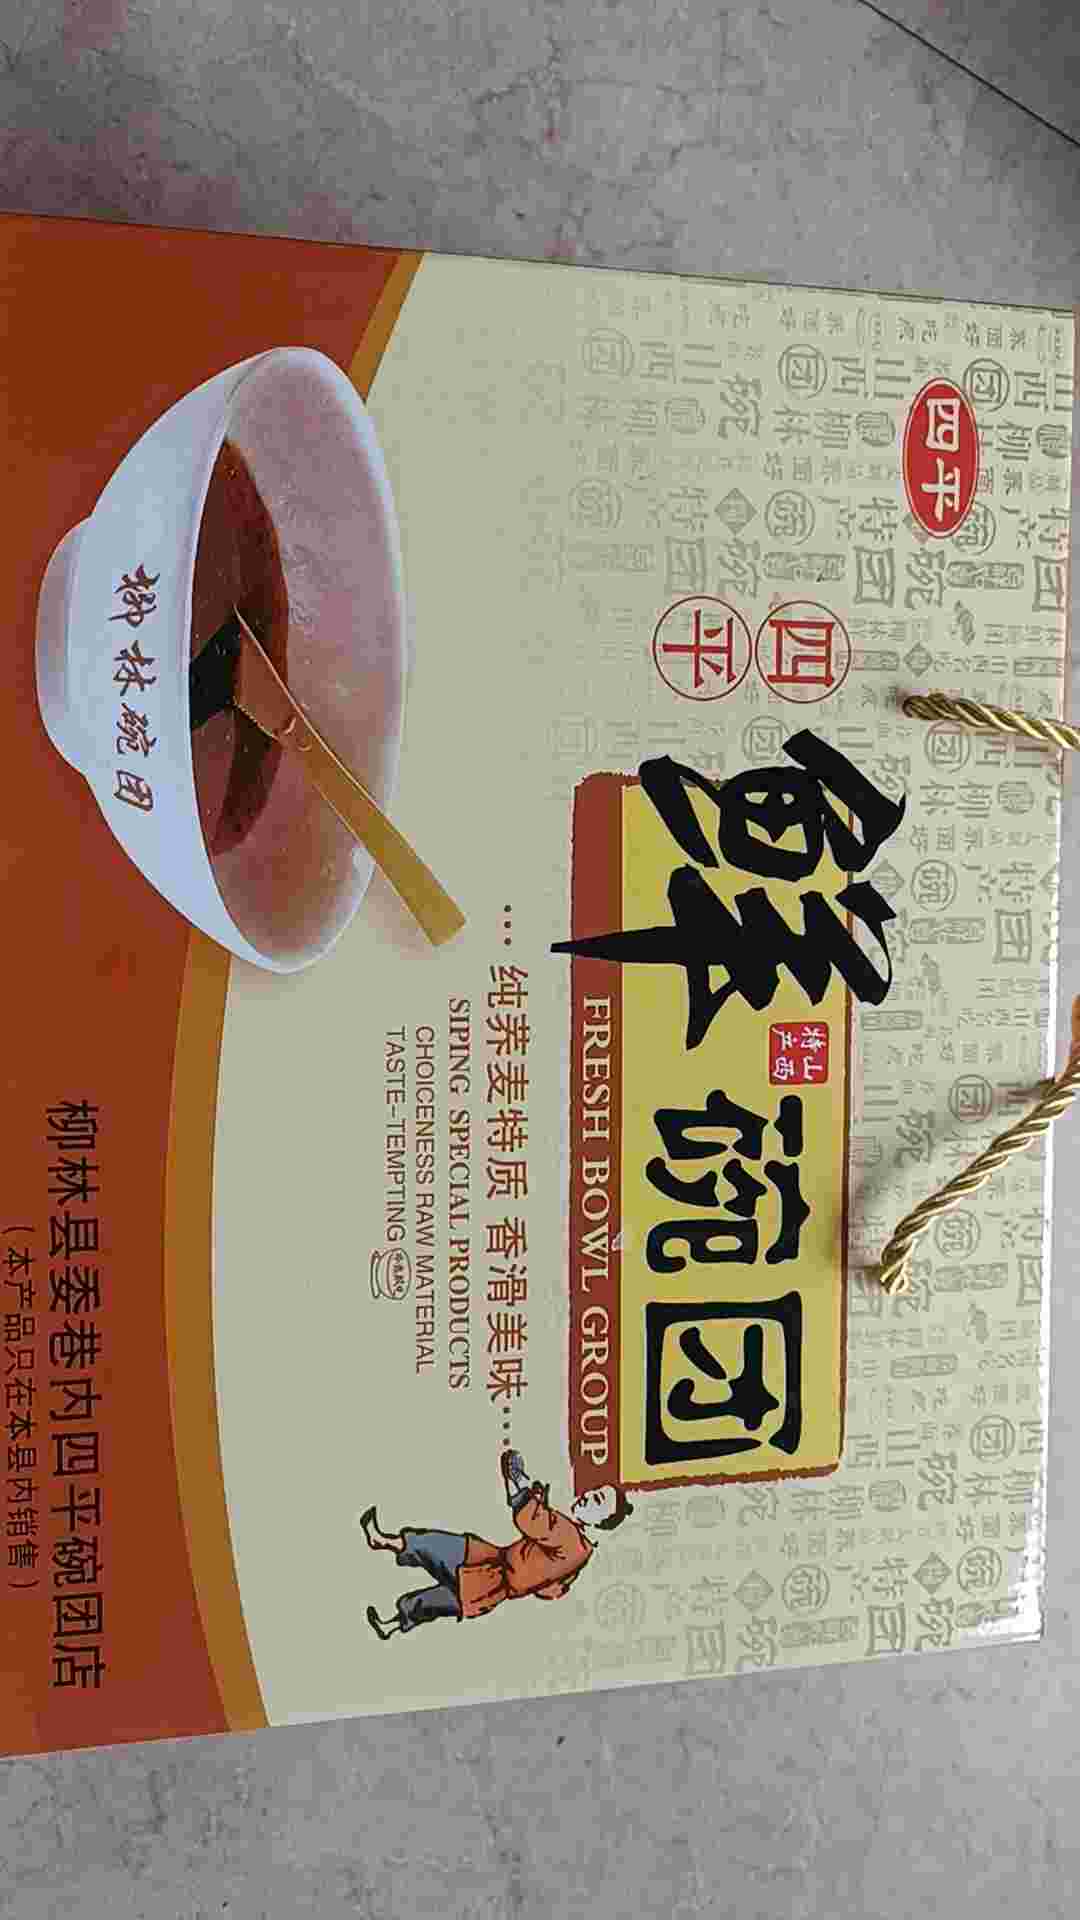 四平
四平
鲜碗团
山西
特产
FRESH BOWL GROUP
... 纯荞麦特质 香滑美味...
SIPING SPECIAL PRODUCTS
CHOICENESS RAW MATERIAL
TASTE-TEMPTING
柳林碗团
柳林县委巷内四平碗团店
（本产品只在本县内销售）